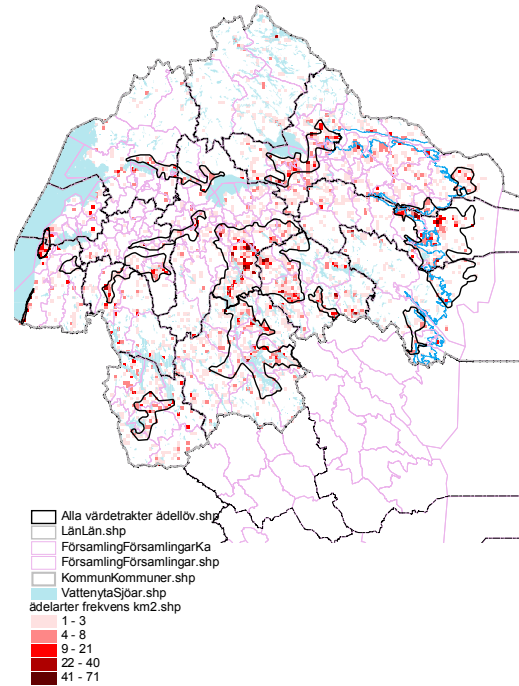 Alla värdetrakter ädellöv.shp
LänLän.shp
FörsamlingFörsamlingarKa
FörsamlingFörsamlingar.shp
KommunKommuner.shp
VattenytaSjöar.shp
ädelarter frekvens km2.shp
1 - 3
4 - 8
9 - 21
22 - 40
41 - 71